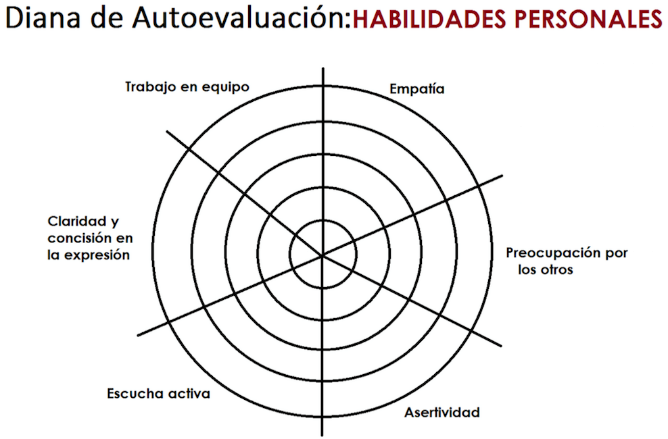 Diana de Autoevaluación:HABILIDADES PERSONALES
Trabajo en equipo
Empatía
Claridad y
concisión en
la expresión
Preocupación por
los otros
Escucha activa
Asertividad